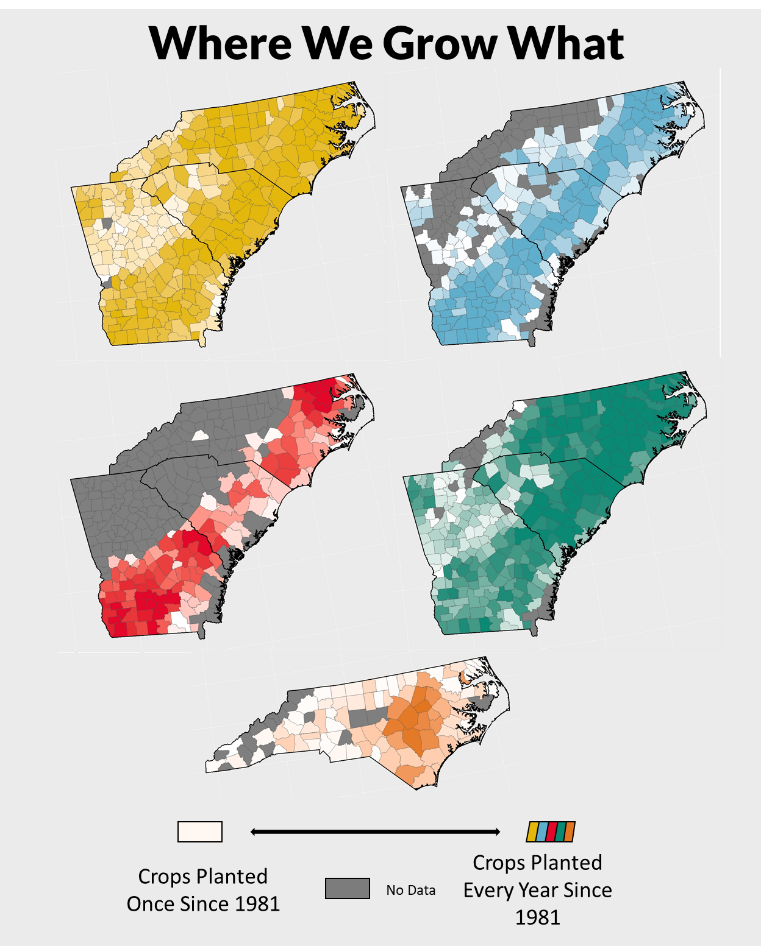 Where We Grow What
Crops Planted
Once Since 1981
No Data
Crops Planted
Every Year Since
1981